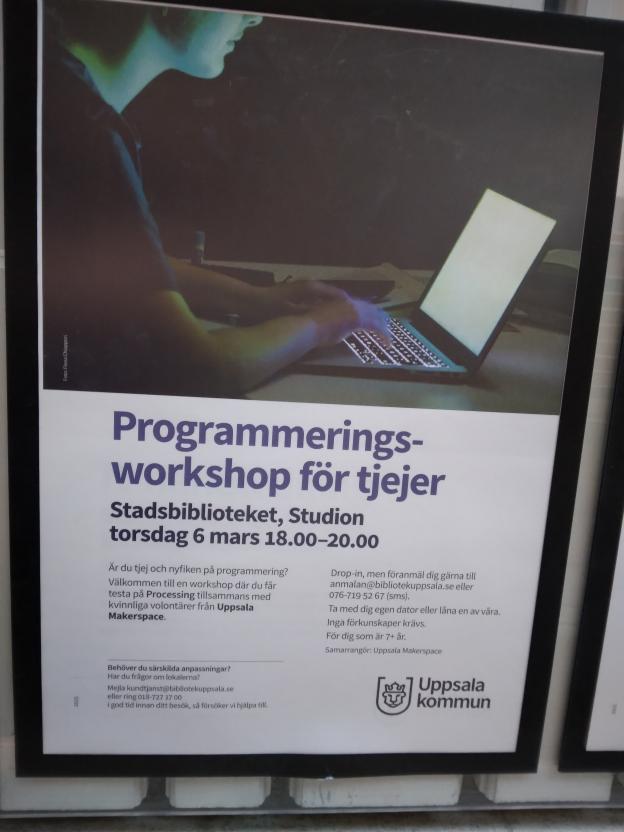 Programmerings-
workshop för tjejer
Stadsbiblioteket, Studion
torsdag 6 mars 18.00–20.00
Är du tjej och nyfiken på programmering?
Välkommen till en workshop där du får
testa på Processing tillsammans med
kvinnliga volontärer från Uppsala
Makerspace.
Drop-in, men föranmäl dig gärna till
anmalan@bibliotekuppsala.se eller
076-719 52 67 (sms).
Ta med dig egen dator eller låna en av våra.
Inga förkunskaper krävs.
För dig som är 7+ år.
Samarrangör: Uppsala Makerspace
Behöver du särskilda anpassningar?
Har du frågor om lokalerna?
Mejla kundtjanst@bibliotekuppsala.se
eller ring 018-727 17 00
i god tid innan ditt besök, så försöker vi hjälpa till.
Uppsala
kommun